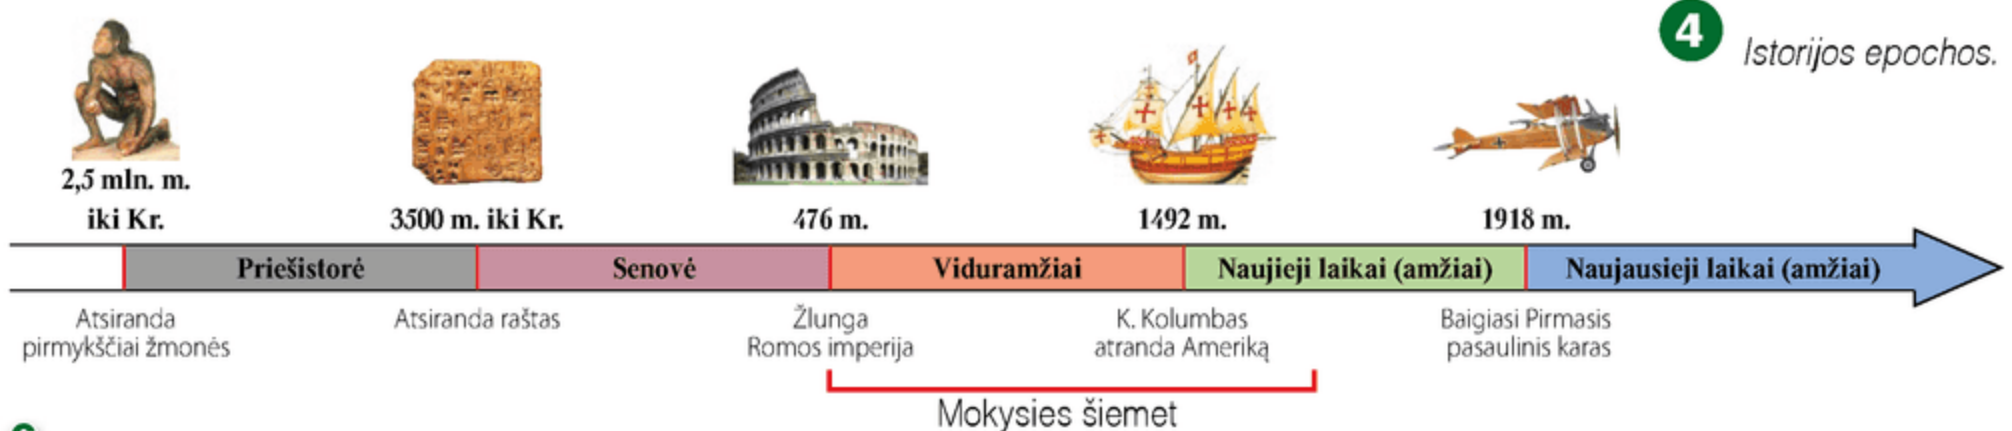 4
Istorijos epochos.
2,5 mln. m.
iki Kr.
3500 m. iki Kr.
476 m.
1492 m.
1918 m.
Priešistorė
Senovė
Viduramžiai
Naujieji laikai (amžiai)
Naujausieji laikai (amžiai)
Atsiranda
pirmykščiai žmonės
Atsiranda raštas
Žlunga
Romos imperija
K. Kolumbas
atranda Ameriką
Baigiasi Pirmasis
pasaulinis karas
Mokysies šiemet